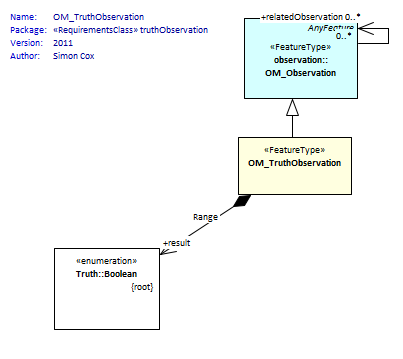 Name: OM_TruthObservation
Package: «RequirementsClass» truthObservation
Version: 2011
Author: Simon Cox
+relatedObservation 0..*
AnyFeature
0..*
«FeatureType»
observation::
OM_Observation
«FeatureType»
OM_TruthObservation
Range
+result
«enumeration»
Truth::Boolean
{root}